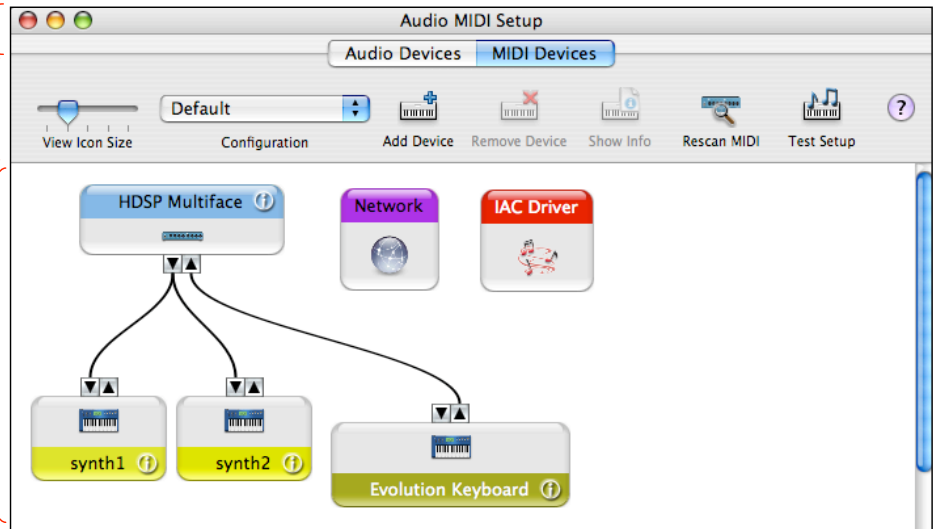 Audio MIDI Setup
Audio Devices MIDI Devices
Default
View Icon Size Configuration Add Device Remove Device Show Info Rescan MIDI Test Setup ?
HDSP Multiface i
Network
IAC Driver
synth1 i
synth2 i
Evolution Keyboard i